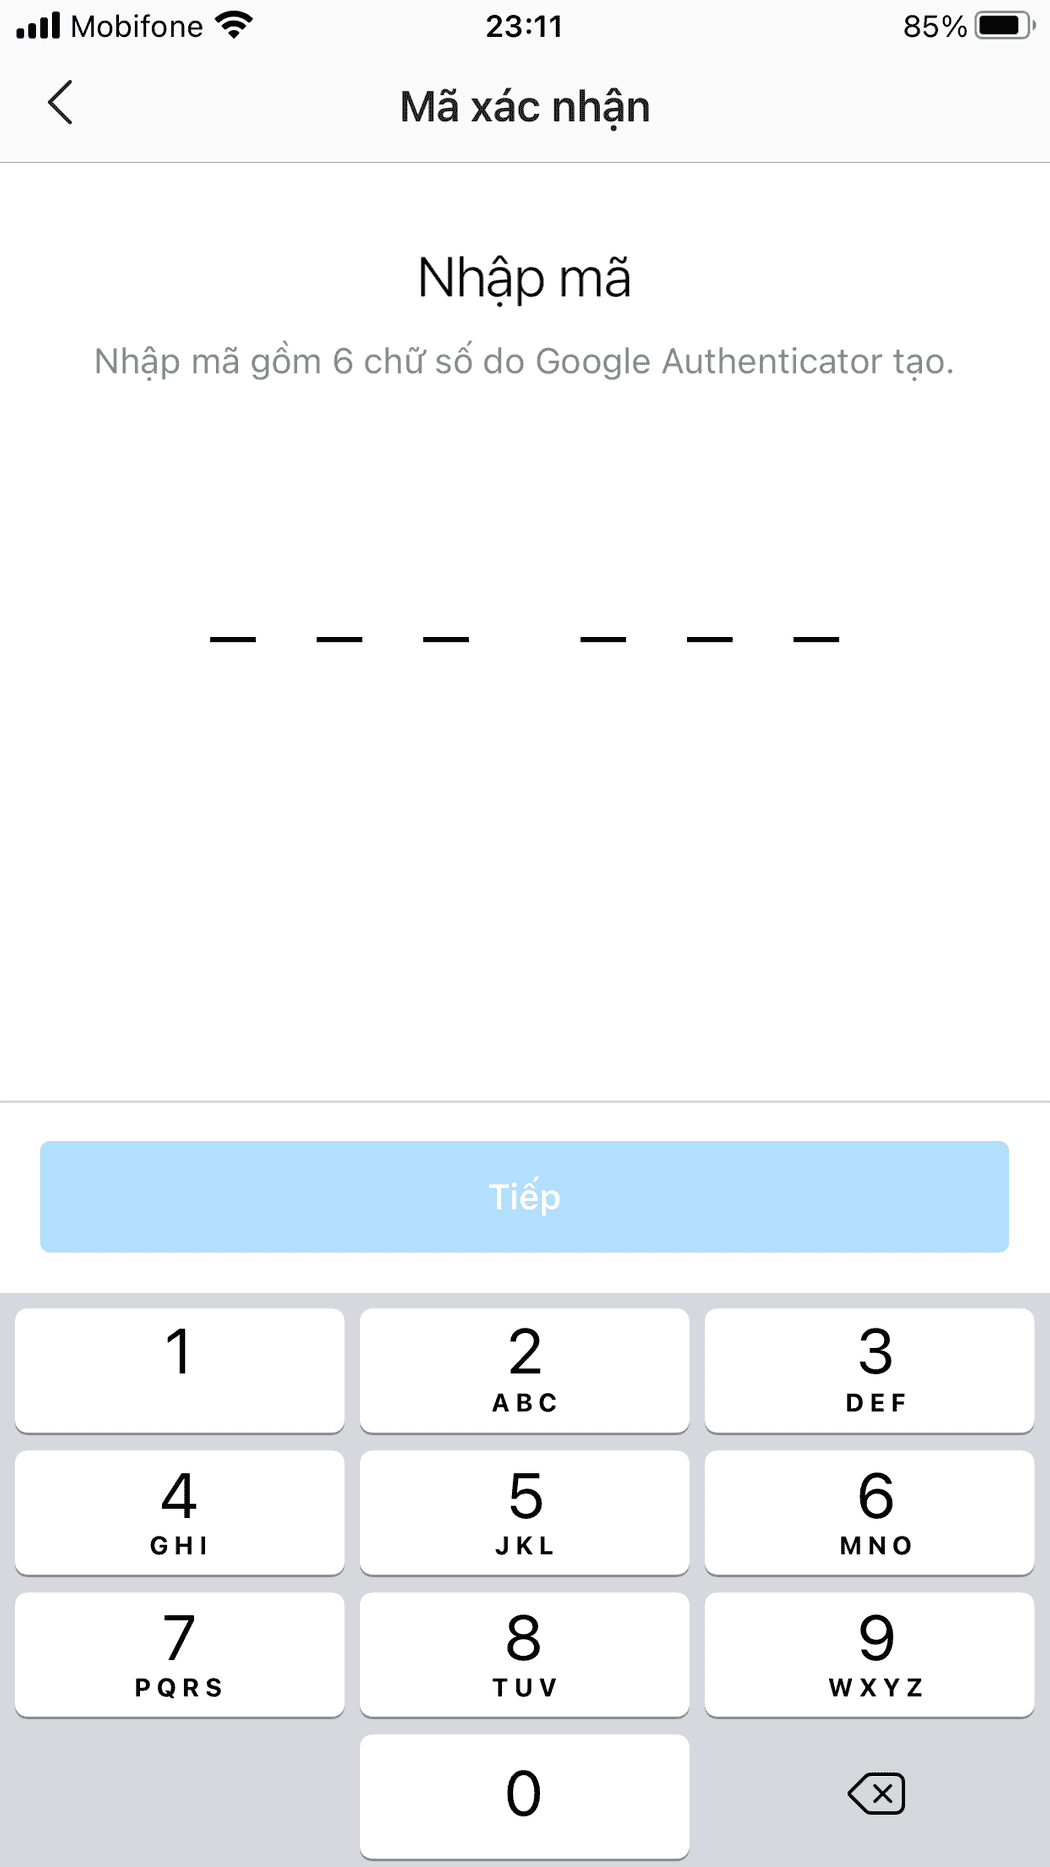 Mobifone 23:11 85%
Mã xác nhận
Nhập mã
Nhập mã gồm 6 chữ số do Google Authenticator tạo.
Tiếp
1 2 3
ABC DEF
4 5 6
GHI JKL MNO
7 8 9
PQRS TUV WXYZ
0